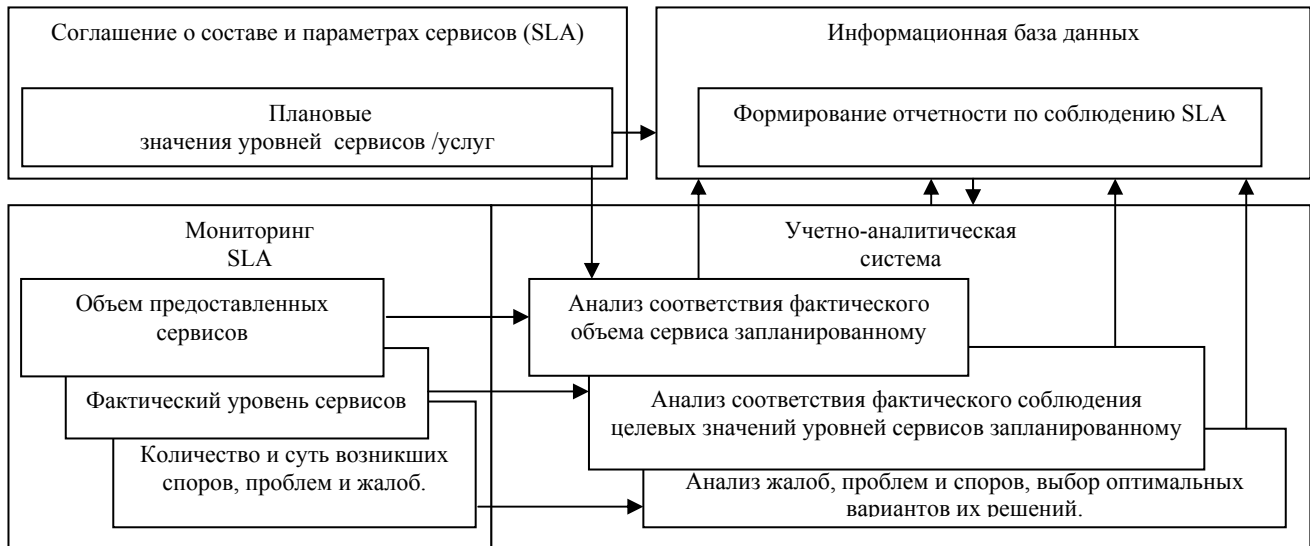 Соглашение о составе и параметрах сервисов (SLA)
Плановые
значения уровней сервисов /услуг
Информационная база данных
Формирование отчетности по соблюдению SLA
Мониторинг
SLA
Объем предоставленных
сервисов
Фактический уровень сервисов
Количество и суть возникших
споров, проблем и жалоб.
Учетно-аналитическая
система
Анализ соответствия фактического
объема сервиса запланированному
Анализ соответствия фактического соблюдения
целевых значений уровней сервисов запланированному
Анализ жалоб, проблем и споров, выбор оптимальных
вариантов их решений.